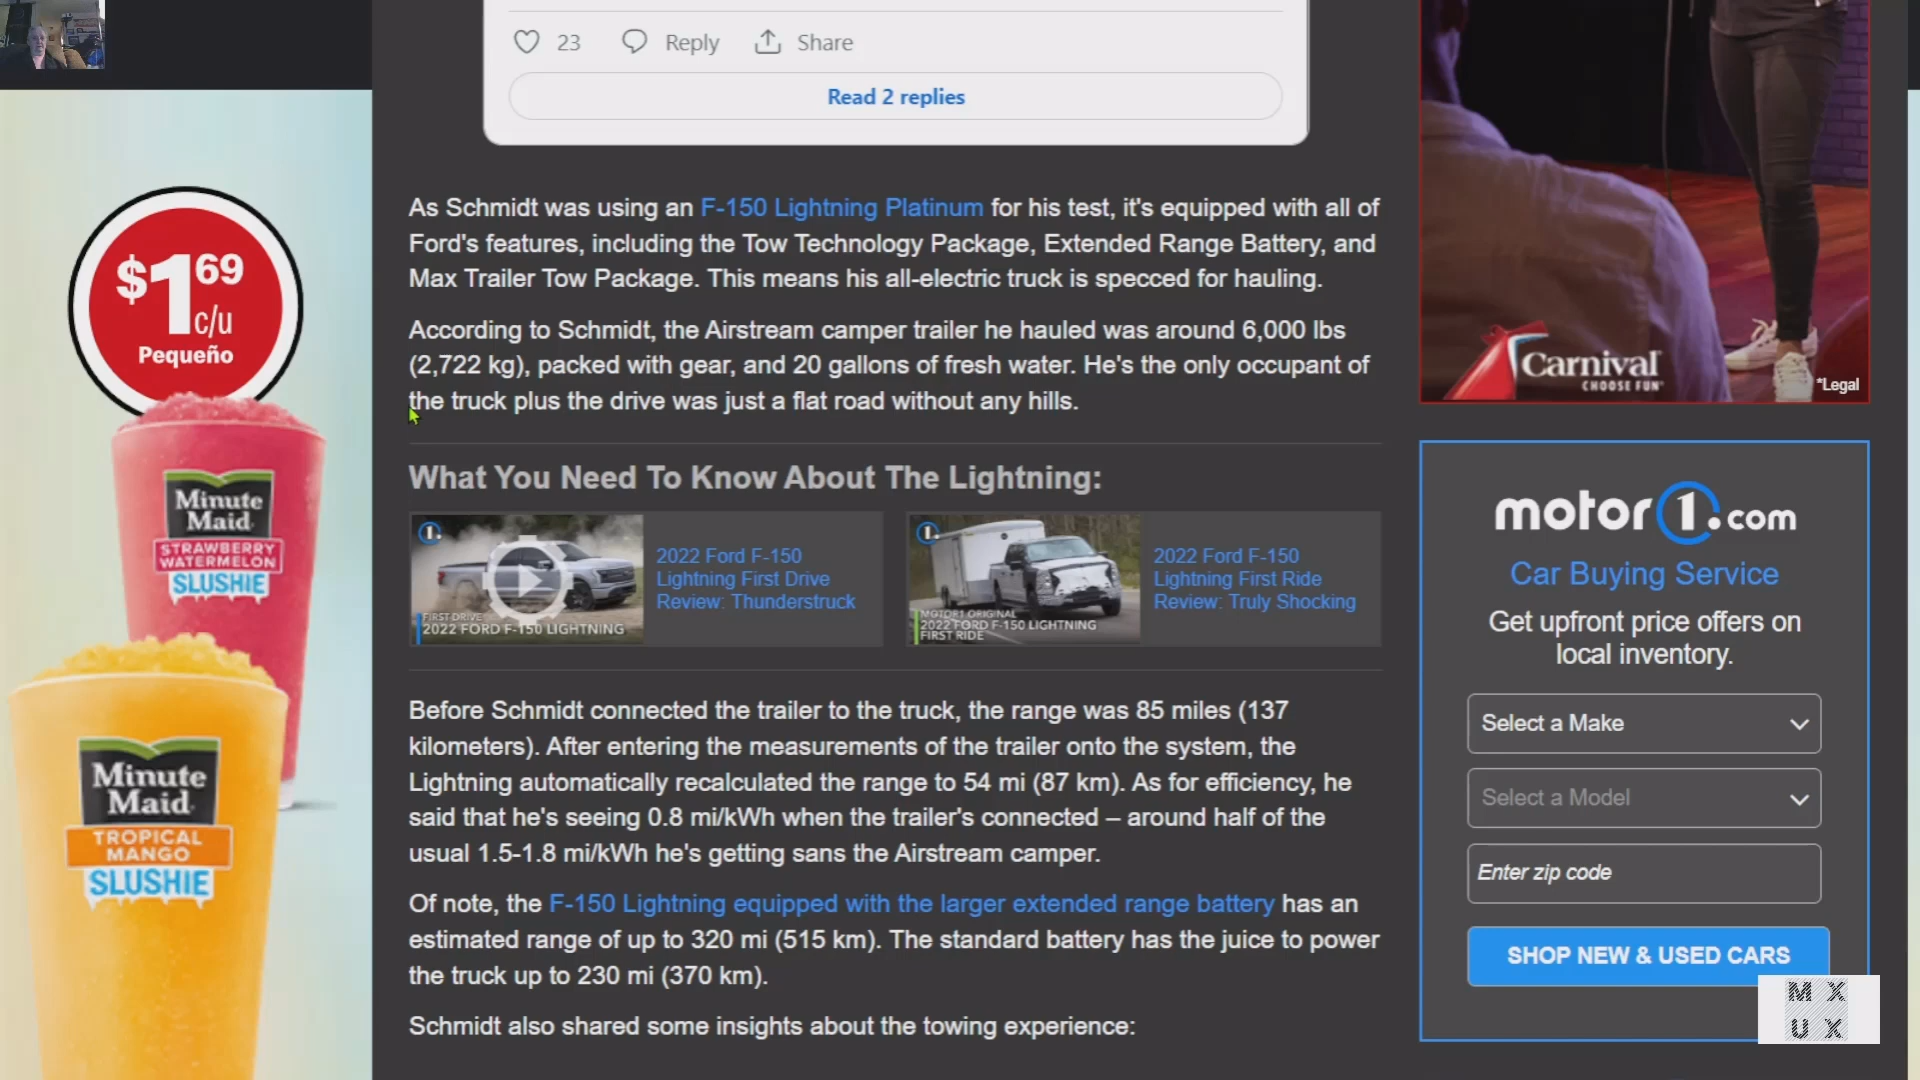 23
Reply
Share
Read 2 replies
As Schmidt was using an F-150 Lightning Platinum for his test, it's equipped with all of
Ford's features, including the Tow Technology Package, Extended Range Battery, and
Max Trailer Tow Package. This means his all-electric truck is specced for hauling.
According to Schmidt, the Airstream camper trailer he hauled was around 6,000 lbs
(2,722 kg), packed with gear, and 20 gallons of fresh water. He's the only occupant of
the truck plus the drive was just a flat road without any hills.
What You Need To Know About The Lightning:
1.
FIRST DRIVE
2022 FORD F-150 LIGHTNING
2022 Ford F-150
Lightning First Drive
Review: Thunderstruck
1.
MOTOR1 ORIGINAL
2022 FORD F-150 LIGHTNING
FIRST RIDE
2022 Ford F-150
Lightning First Ride
Review: Truly Shocking
Before Schmidt connected the trailer to the truck, the range was 85 miles (137
kilometers). After entering the measurements of the trailer onto the system, the
Lightning automatically recalculated the range to 54 mi (87 km). As for efficiency, he
said that he's seeing 0.8 mi/kWh when the trailer's connected – around half of the
usual 1.5-1.8 mi/kWh he's getting sans the Airstream camper.
Of note, the F-150 Lightning equipped with the larger extended range battery has an
estimated range of up to 320 mi (515 km). The standard battery has the juice to power
the truck up to 230 mi (370 km).
Schmidt also shared some insights about the towing experience:
$1 69
c/u
Pequeño
Minute
Maid
STRAWBERRY
WATERMELON
SLUSHIE
Minute
Maid
TROPICAL
MANGO
SLUSHIE
Carnival
CHOOSE FUN
*Legal
motor1.com
Car Buying Service
Get upfront price offers on
local inventory.
Select a Make
Select a Model
Enter zip code
SHOP NEW & USED CARS
M X
U X